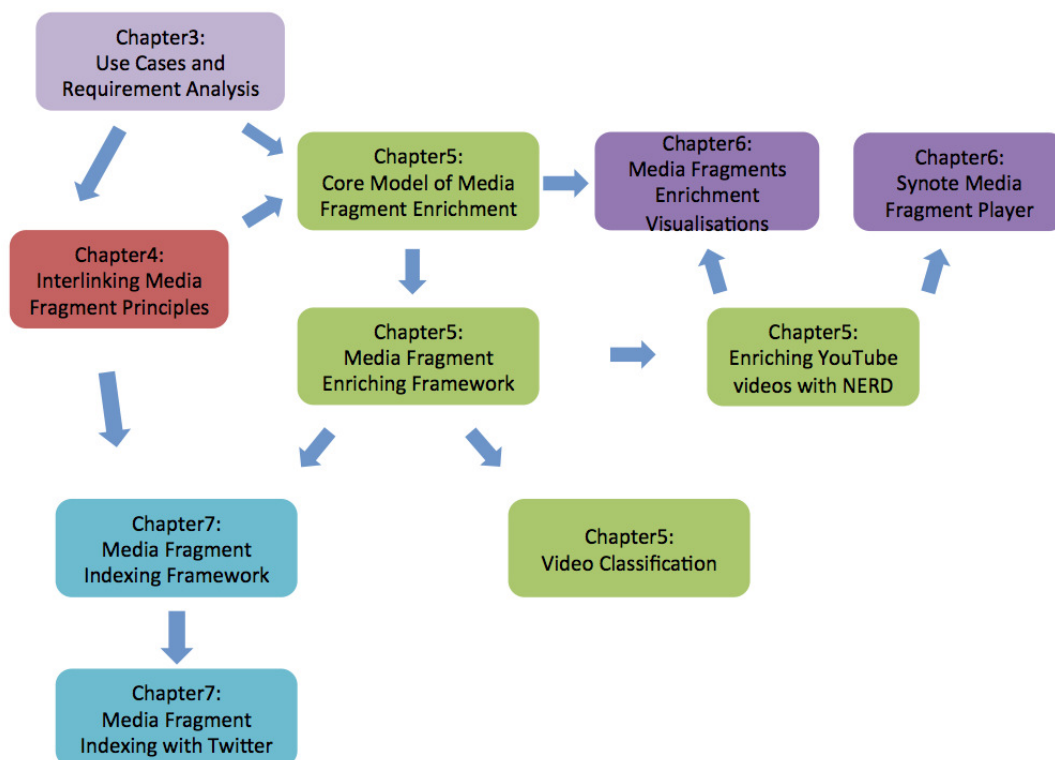 Chapter3:
Use Cases and
Requirement Analysis
Chapter5:
Core Model of Media
Fragment Enrichment
Chapter6:
Media Fragments
Enrichment
Visualisations
Chapter6:
Synote Media
Fragment Player
Chapter4:
Interlinking Media
Fragment Principles
Chapter5:
Media Fragment
Enriching Framework
Chapter5:
Enriching YouTube
videos with NERD
Chapter7:
Media Fragment
Indexing Framework
Chapter5:
Video Classification
Chapter7:
Media Fragment
Indexing with Twitter